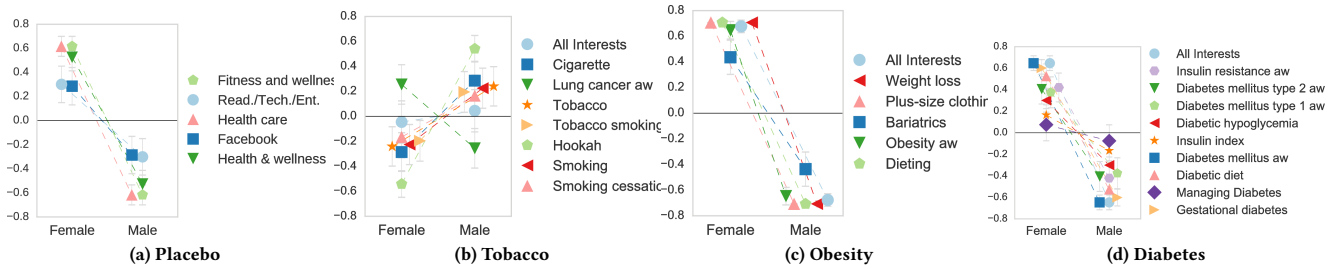 0.8
0.6
0.4
0.2
0.0
−0.2
−0.4
−0.6
−0.8
Female Male
Fitness and wellnes
Read./Tech./Ent.
Health care
Facebook
Health & wellness
(a) Placebo
0.8
0.6
0.4
0.2
0.0
−0.2
−0.4
−0.6
−0.8
Female Male
All Interests
Cigarette
Lung cancer aw
Tobacco
Tobacco smoking
Hookah
Smoking
Smoking cessatic
(b) Tobacco
0.8
0.6
0.4
0.2
0.0
−0.2
−0.4
−0.6
−0.8
Female Male
All Interests
Weight loss
Plus-size clothir
Bariatrics
Obesity aw
Dieting
(c) Obesity
0.8
0.6
0.4
0.2
0.0
−0.2
−0.4
−0.6
−0.8
Female Male
All Interests
Insulin resistance aw
Diabetes mellitus type 2 aw
Diabetes mellitus type 1 aw
Diabetic hypoglycemia
Insulin index
Diabetes mellitus aw
Diabetic diet
Managing Diabetes
Gestational diabetes
(d) Diabetes